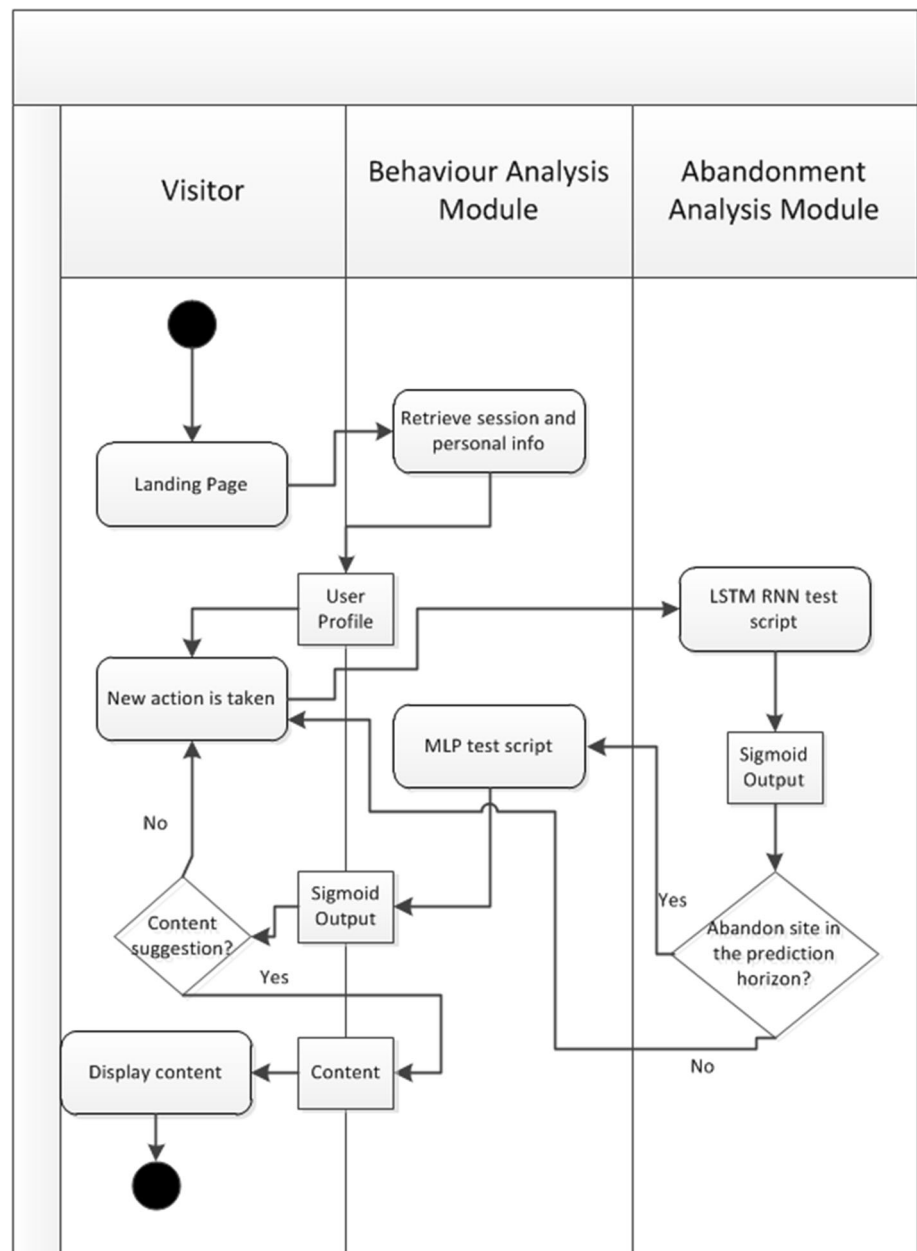 Visitor
Behaviour Analysis
Module
Abandonment
Analysis Module
Retrieve session and
personal info
Landing Page
User
Profile
LSTM RNN test
script
New action is taken
MLP test script
Sigmoid
Output
No
Sigmoid
Output
Content
suggestion?
Yes
Abandon site
in the prediction
horizon?
Yes
No
Display content
Content